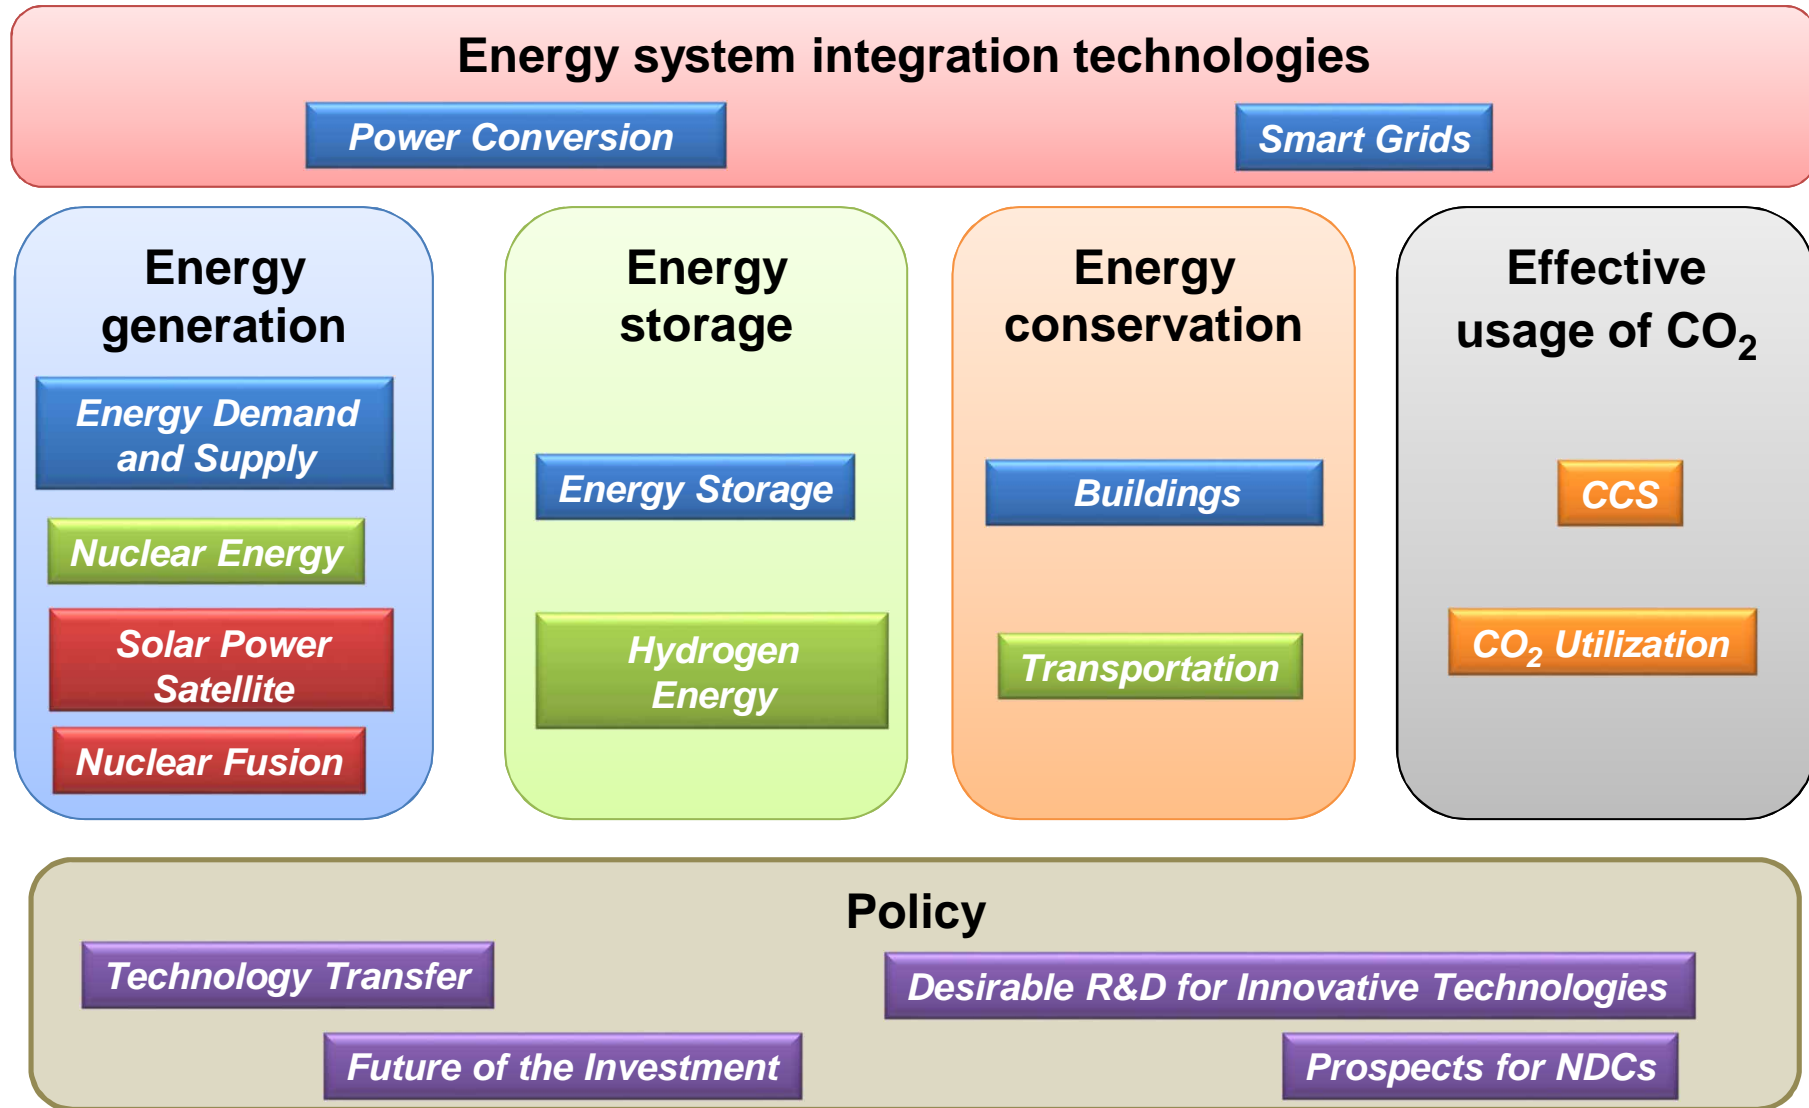 Energy system integration technologies
Power Conversion
Smart Grids
Energy
generation
Energy Demand
and Supply
Nuclear Energy
Solar Power
Satellite
Nuclear Fusion
Energy
storage
Energy Storage
Hydrogen
Energy
Energy
conservation
Buildings
Transportation
Effective
usage of CO₂
CCS
CO₂ Utilization
Policy
Technology Transfer
Desirable R&D for Innovative Technologies
Future of the Investment
Prospects for NDCs